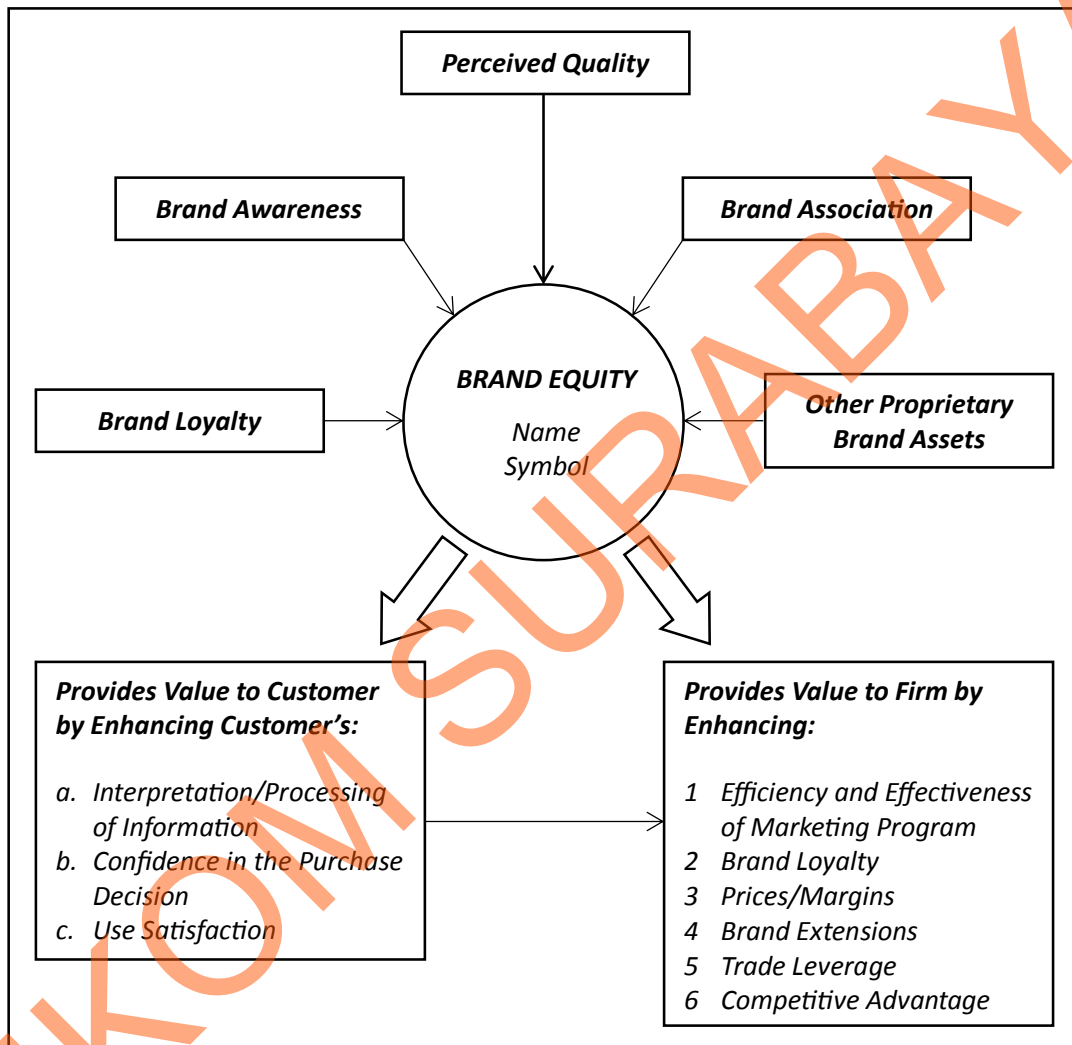 Perceived Quality
Brand Awareness
Brand Association
BRAND EQUITY
Name
Symbol
Brand Loyalty
Other Proprietary
Brand Assets
Provides Value to Customer
by Enhancing Customer’s:
a. Interpretation/Processing
of Information
b. Confidence in the Purchase
Decision
c. Use Satisfaction
Provides Value to Firm by
Enhancing:
1 Efficiency and Effectiveness
of Marketing Program
2 Brand Loyalty
3 Prices/Margins
4 Brand Extensions
5 Trade Leverage
6 Competitive Advantage
KOM SURABAYA